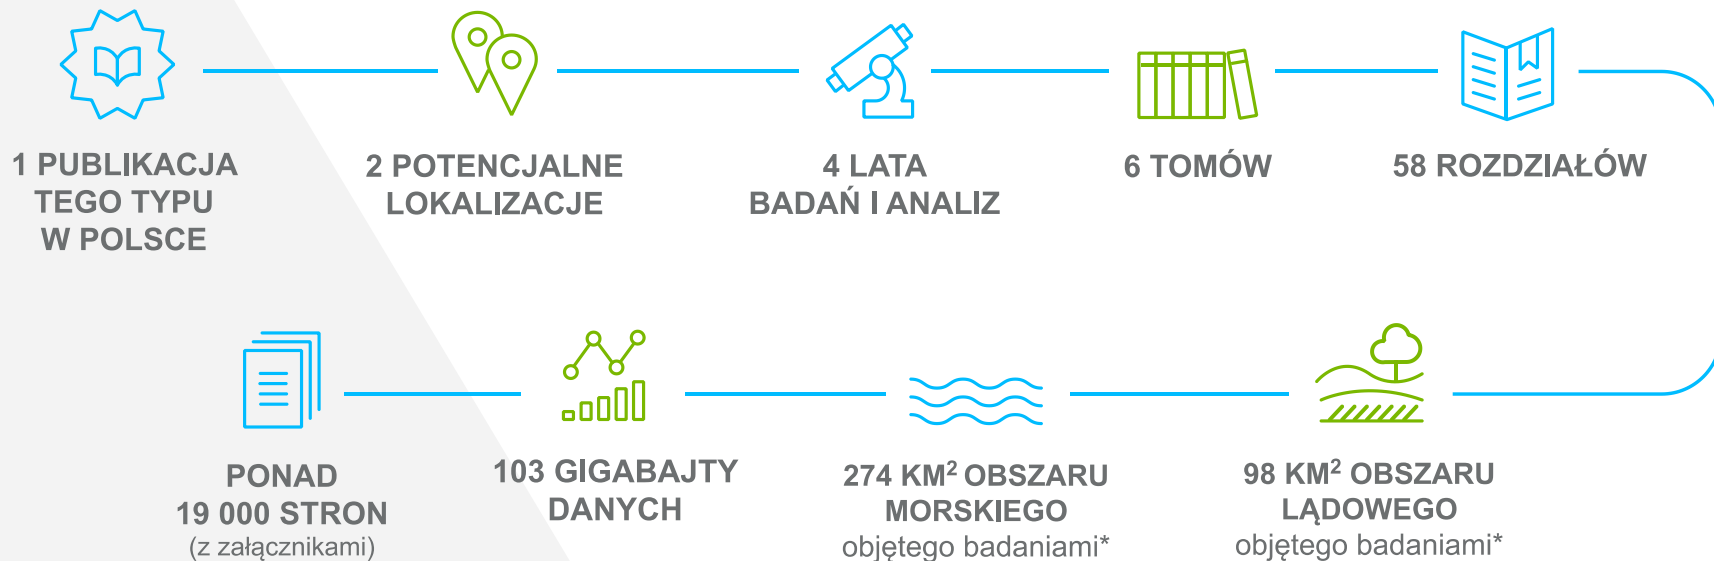 1 PUBLIKACJA
TEGO TYPU
W POLSCE
2 POTENCJALNE
LOKALIZACJE
4 LATA
BADAŃ I ANALIZ
6 TOMÓW
58 ROZDZIAŁÓW
PONAD
19 000 STRON
(z załącznikami)
103 GIGABAJTY
DANYCH
274 KM² OBSZARU
MORSKIEGO
objętego badaniami*
98 KM² OBSZARU
LĄDOWEGO
objętego badaniami*